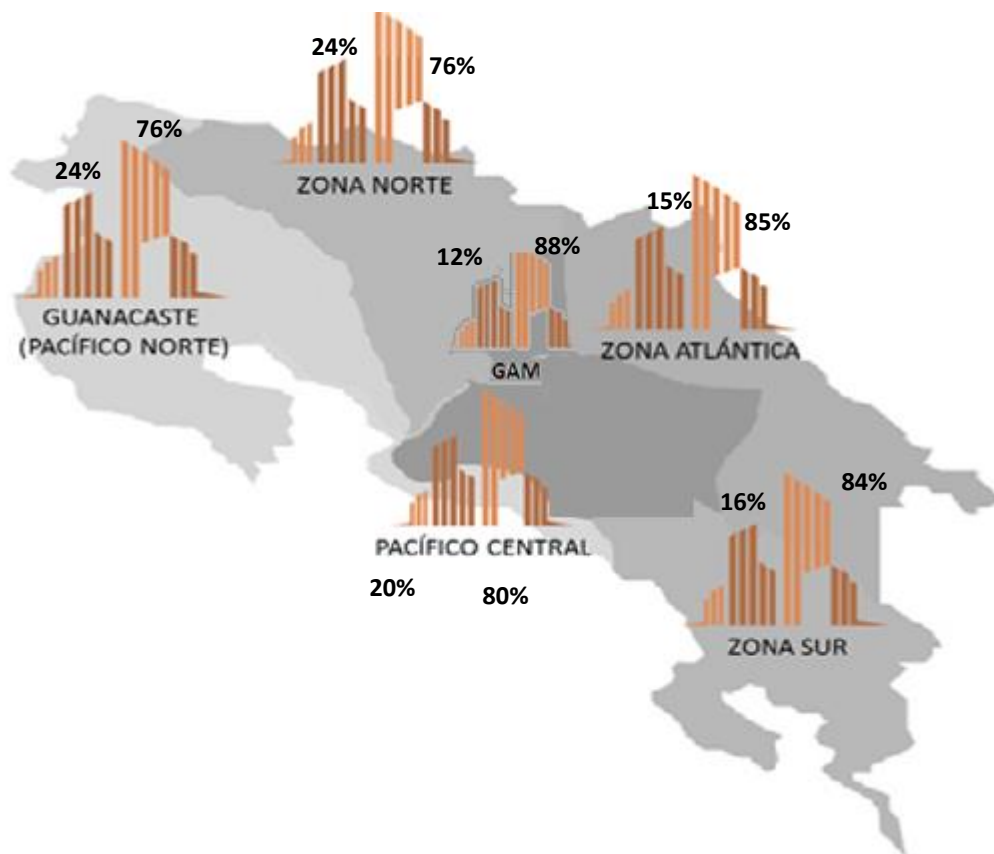 24%
76%
ZONA NORTE
24%
76%
GUANACASTE
(PACÍFICO NORTE)
15%
85%
ZONA ATLÁNTICA
12%
88%
GAM
PACÍFICO CENTRAL
20%
80%
16%
84%
ZONA SUR